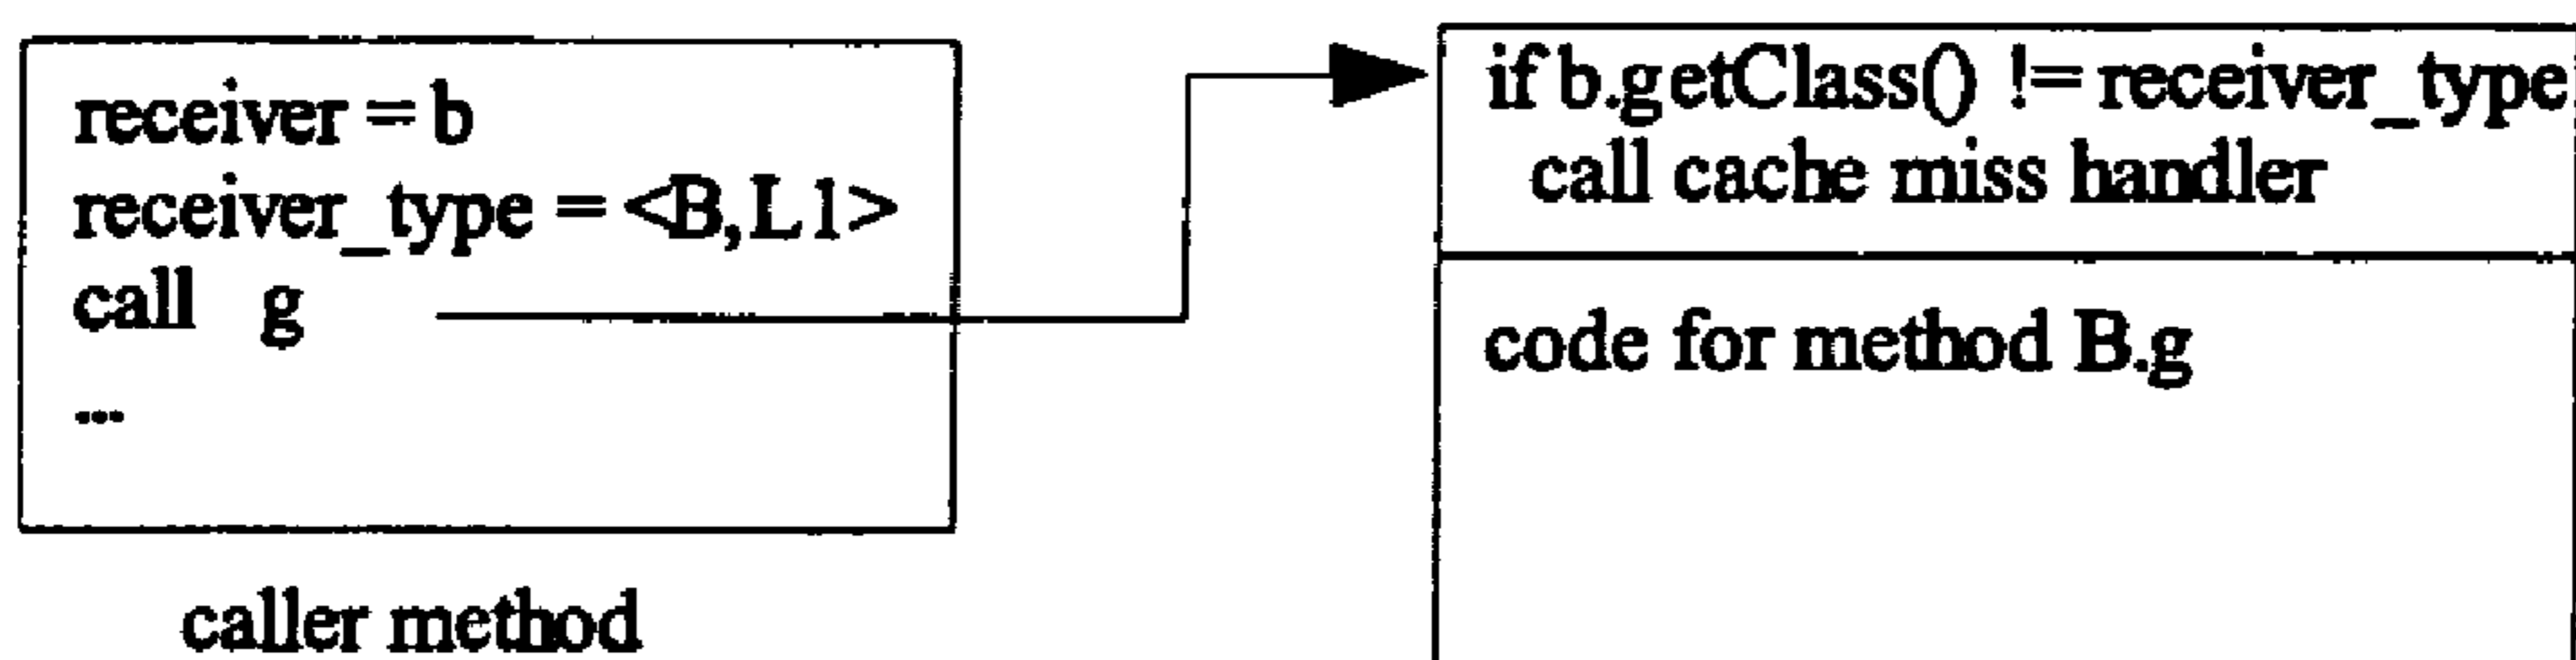 receiver = b
receiver_type = <B, L1>
call g
...
caller method
if b.getClass() != receiver_type
call cache miss handler
code for method B.g